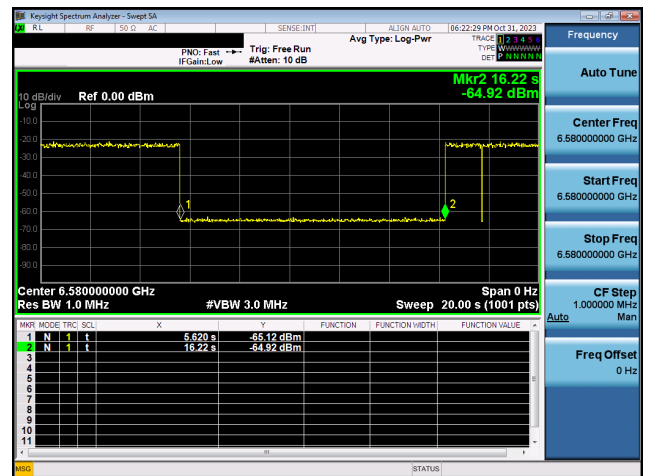 Keysight Spectrum Analyzer - Swept SA
RL RF 50 Ω AC SENSE:INT ALIGN AUTO 06:22:29 PM Oct 31, 2023
Avg Type: Log-Pwr TRACE 1 2 3 4 5 6
PNO: Fast Trig: Free Run TYPE WWWWWW
IFGain:Low #Atten: 10 dB DET P N N N N N
Mkr2 16.22 s
10 dB/div Ref 0.00 dBm -64.92 dBm
Log
-10.0
-20.0
-30.0
-40.0
-50.0
-60.0
-70.0
-80.0
-90.0
1
2
Center 6.580000000 GHz Span 0 Hz
Res BW 1.0 MHz #VBW 3.0 MHz Sweep 20.00 s (1001 pts)
MKR MODE TRC SCL X Y FUNCTION FUNCTION WIDTH FUNCTION VALUE
1 N 1 t 5.620 s -65.12 dBm
2 N 1 t 16.22 s -64.92 dBm
3
4
5
6
7
8
9
10
11
MSG STATUS
Frequency
Auto Tune
Center Freq
6.580000000 GHz
Start Freq
6.580000000 GHz
Stop Freq
6.580000000 GHz
CF Step
1.000000 MHz
Auto Man
Freq Offset
0 Hz